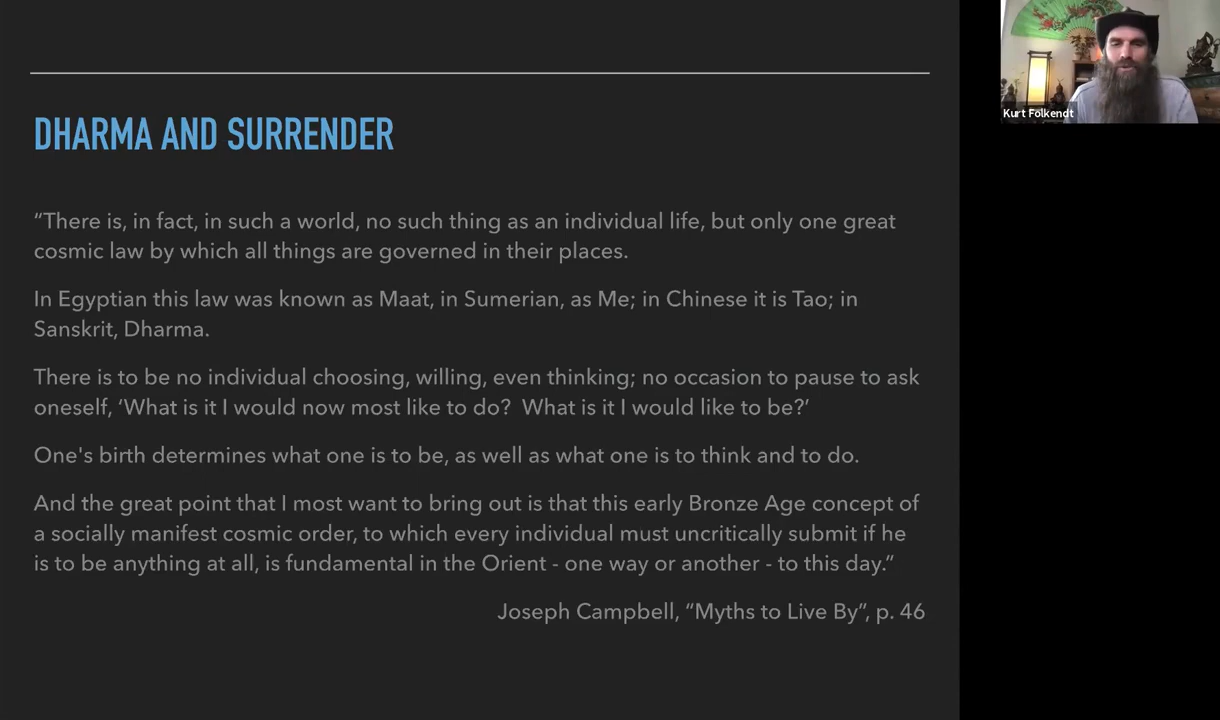 DHARMA AND SURRENDER
“There is, in fact, in such a world, no such thing as an individual life, but only one great
cosmic law by which all things are governed in their places.
In Egyptian this law was known as Maat, in Sumerian, as Me; in Chinese it is Tao; in
Sanskrit, Dharma.
There is to be no individual choosing, willing, even thinking; no occasion to pause to ask
oneself, ‘What is it I would now most like to do?  What is it I would like to be?’
One's birth determines what one is to be, as well as what one is to think and to do.
And the great point that I most want to bring out is that this early Bronze Age concept of
a socially manifest cosmic order, to which every individual must uncritically submit if he
is to be anything at all, is fundamental in the Orient - one way or another - to this day.”
Joseph Campbell, “Myths to Live By”, p. 46
Kurt Folkendt